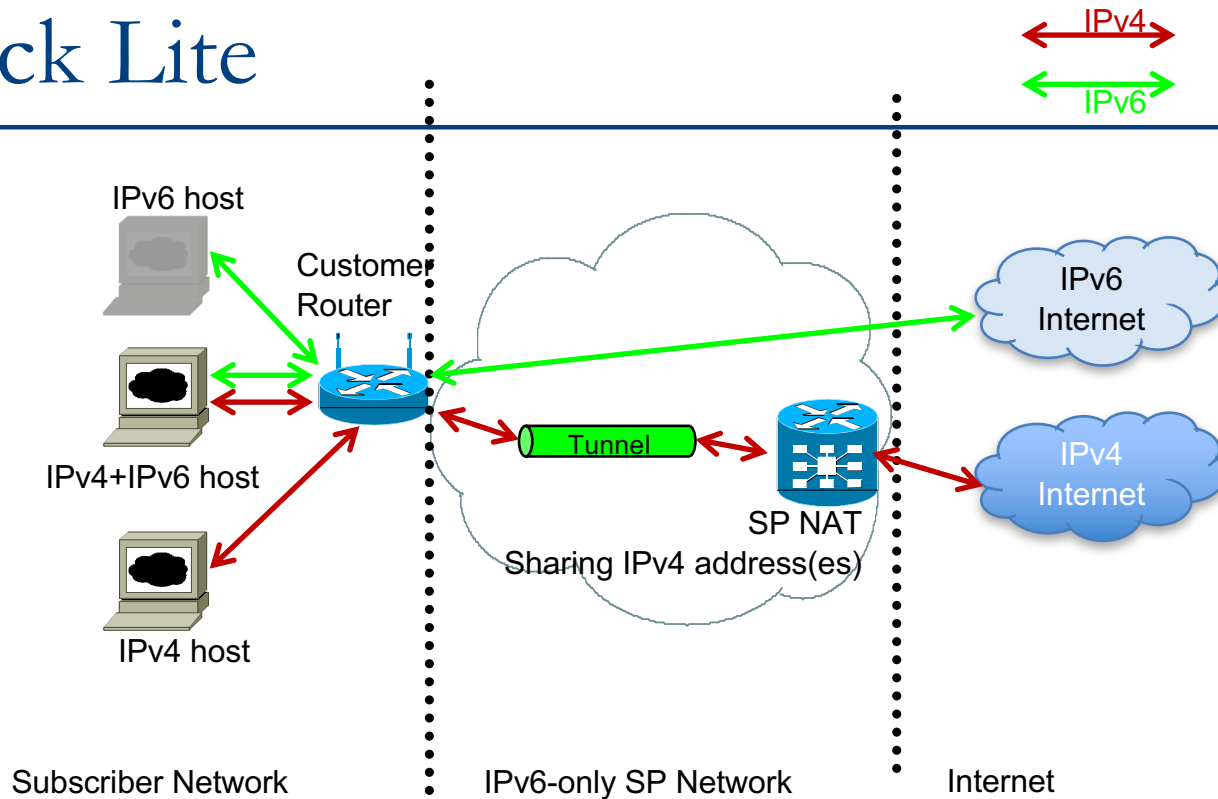 ck Lite
IPv4
IPv6
IPv6 host
Customer
Router
IPv6
Internet
Tunnel
IPv4+IPv6 host
IPv4
Internet
SP NAT
Sharing IPv4 address(es)
IPv4 host
Subscriber Network
IPv6-only SP Network
Internet